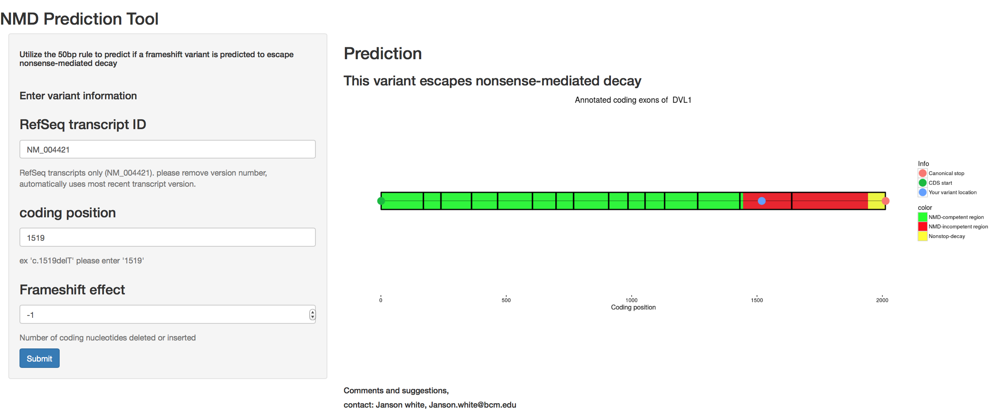 NMD Prediction Tool
Utilize the 50bp rule to predict if a frameshift variant is predicted to escape
nonsense-mediated decay
Enter variant information
RefSeq transcript ID
NM_004421
RefSeq transcripts only (NM_004421). please remove version number,
automatically uses most recent transcript version.
coding position
1519
ex 'c.1519delT' please enter '1519'
Frameshift effect
-1
Number of coding nucleotides deleted or inserted
Submit
Prediction
This variant escapes nonsense-mediated decay
Annotated coding exons of DVL1
Info
Canonical stop
CDS start
Your variant location
color
NMD-competent region
NMD-incompetent region
Nonstop-decay
0 500 1000 1500 2000
Coding position
Comments and suggestions,
contact: Janson white, Janson.white@bcm.edu